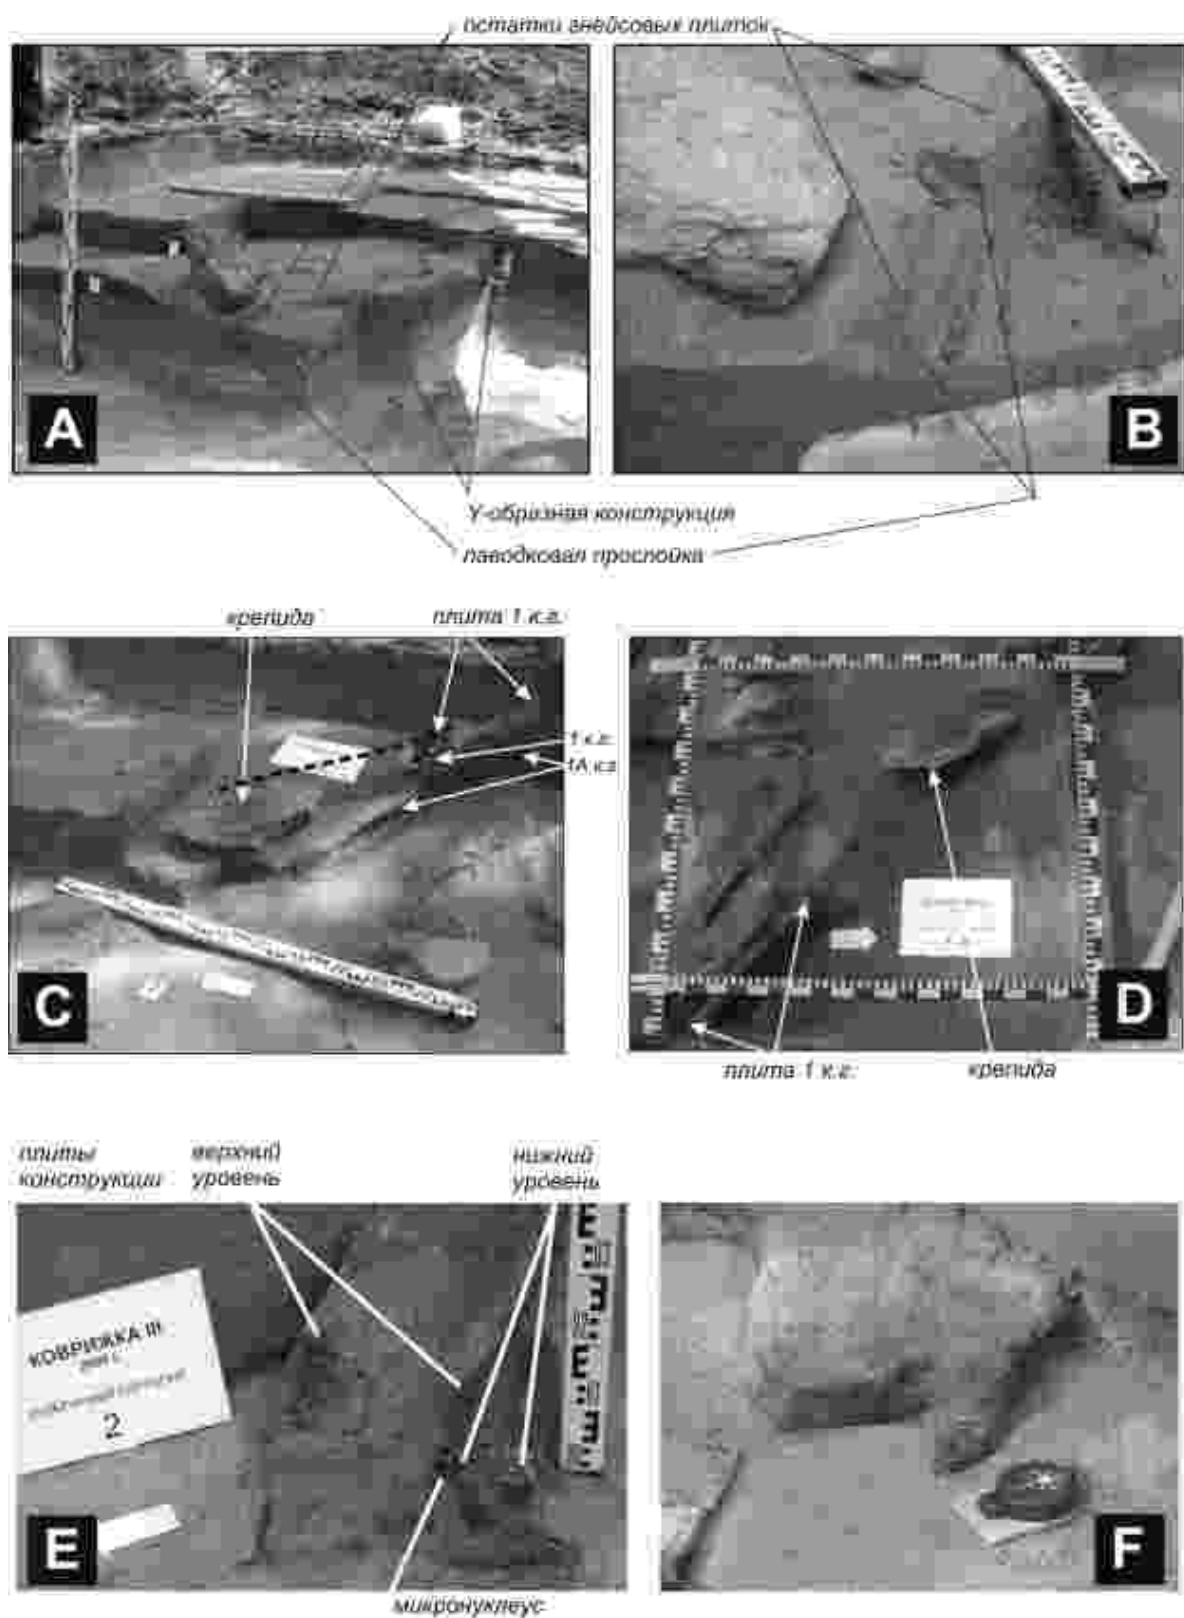 остатки гнейсовых плиток
A
B
Y-образная конструкция
паводковая прослойка
крепида
плита 1 к.г.
1 к.г.
1А к.г.
C
D
плита 1 к.г.
крепида
плиты
конструкции
верхний
уровень
нижний
уровень
КОВРИЖКА III
2
E
F
микронуклеус